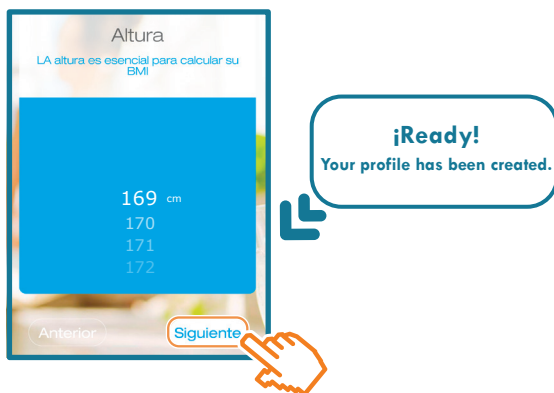 Altura
LA altura es esencial para calcular su
BMI
169 cm
170
171
172
Anterior
Siguiente
¡Ready!
Your profile has been created.